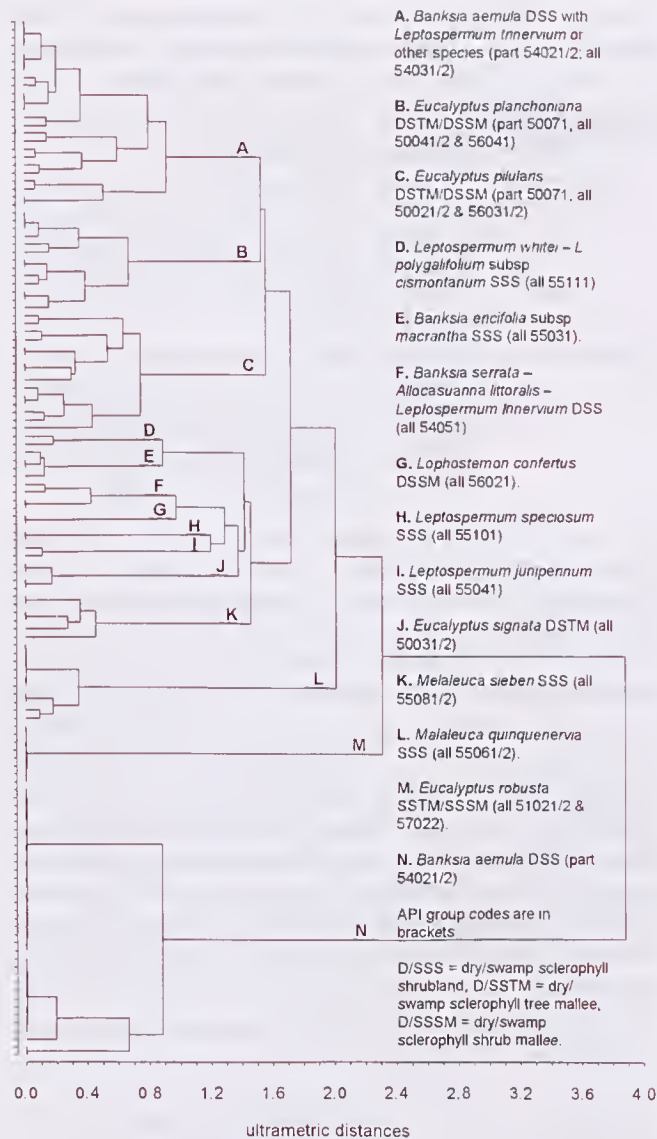 A. Banksia aemula DSS with
Leptospermum trinervium or
other species (part 54021/2; all
54031/2)
B. Eucalyptus planchoniana
DSTM/DSSM (part 50071, all
50041/2 & 56041)
C. Eucalyptus pilularis
DSTM/DSSM (part 50071, all
50021/2 & 56031/2)
D. Leptospermum whitei – L
polygalifolium subsp
cismontanum SSS (all 55111)
E. Banksia ericifolia subsp
macrantha SSS (all 55031).
F. Banksia serrata –
Allocasuarina littoralis –
Leptospermum trinervium DSS
(all 54051)
G. Lophostemon confertus
DSSM (all 56021).
H. Leptospermum speciosum
SSS (all 55101)
I. Leptospermum juniperinum
SSS (all 55041)
J. Eucalyptus signata DSTM (all
50031/2)
K. Melaleuca sieberi SSS (all
55081/2)
L. Malaleuca quinquenervia
SSS (all 55061/2).
M. Eucalyptus robusta
SSTM/SSSM (all 51021/2 &
57022).
N. Banksia aemula DSS (part
54021/2)
API group codes are in
brackets
D/SSS = dry/swamp sclerophyll
shrubland, D/SSTM = dry/
swamp sclerophyll tree mallee,
D/SSSM = dry/swamp
sclerophyll shrub mallee.
A
B
C
D
E
F
G
H
I
J
K
L
M
N
0.0 0.4 0.8 1.2 1.6 2.0 2.4 2.8 3.2 3.6 4 0
ultrametric distances